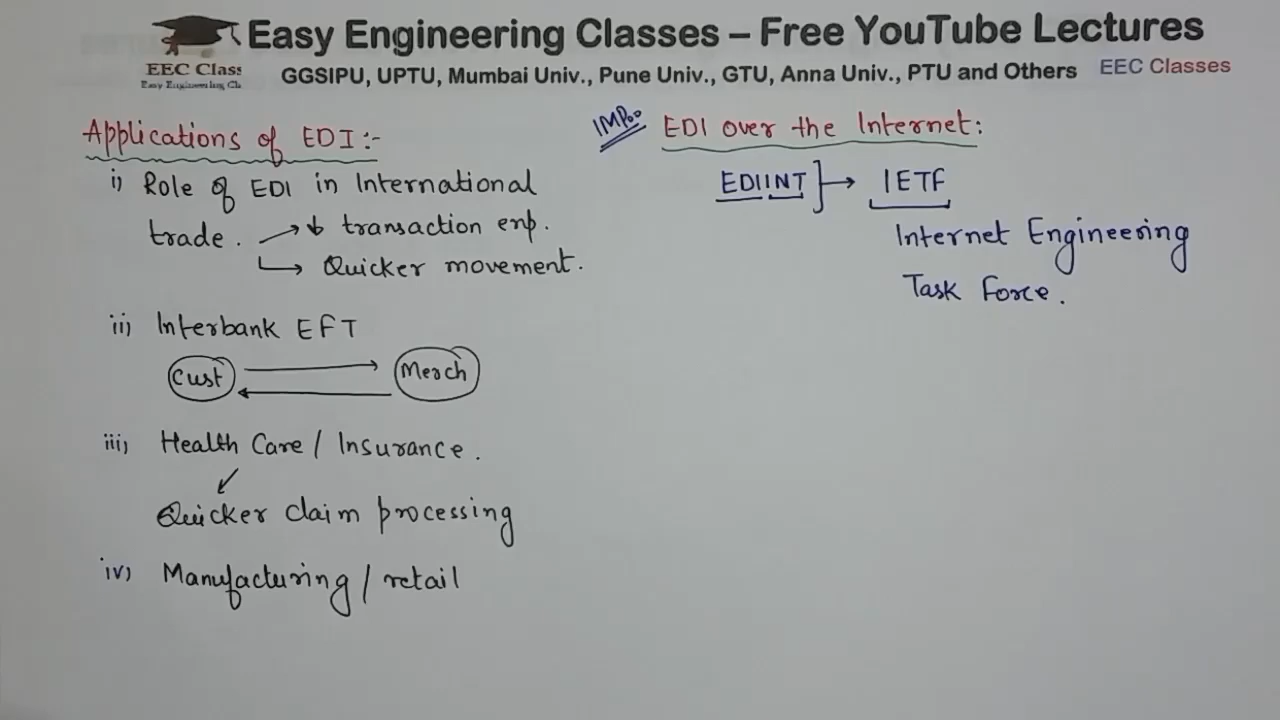 Easy Engineering Classes – Free YouTube Lectures
EEC Class
Easy Engineering Cl
GGSIPU, UPTU, Mumbai Univ., Pune Univ., GTU, Anna Univ., PTU and Others
EEC Classes
Applications of EDI :-
i) Role of EDI in International
trade. → ↓ transaction exp.
→ Quicker movement.
ii) Interbank EFT
Cust Merch
iii) Health Care / Insurance.
Quicker claim processing
iv) Manufacturing / retail
IMP. EDI over the Internet:
EDIINT } → IETF
Internet Engineering
Task Force.